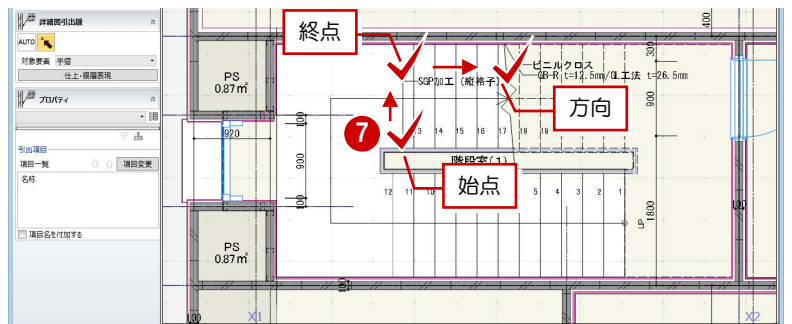 詳細図引出線
AUTO
対象要素 手摺
仕上・複層表現
プロパティ
引出項目
項目一覧 項目変更
名称
項目名を付加する
終点
ビニルクロス
GB-R t=12.5mm/GL工法 t=26.5mm
SGP加工（縦格子）
方向
7
始点
階段室(1)
PS
0.87㎡
920
100
900
100
13 14 15 16 17 18 19
12 11 10 5 4 3 2 1
UP
1800
400
300
900
100
PS
0.87㎡
100
100
X1
X2